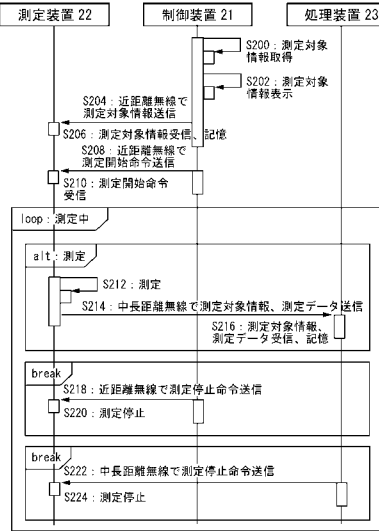 測定装置 22
制御装置 21
処理装置 23
S200：測定対象
情報取得
S202：測定対象
情報表示
S204：近距離無線で
測定対象情報送信
S206：測定対象情報受信、記憶
S208：近距離無線で
測定開始命令送信
S210：測定開始命令
受信
loop：測定中
alt：測定
S212：測定
S214：中長距離無線で測定対象情報、測定データ送信
S216：測定対象情報、
測定データ受信、記憶
break
S218：近距離無線で測定停止命令送信
S220：測定停止
break
S222：中長距離無線で測定停止命令送信
S224：測定停止